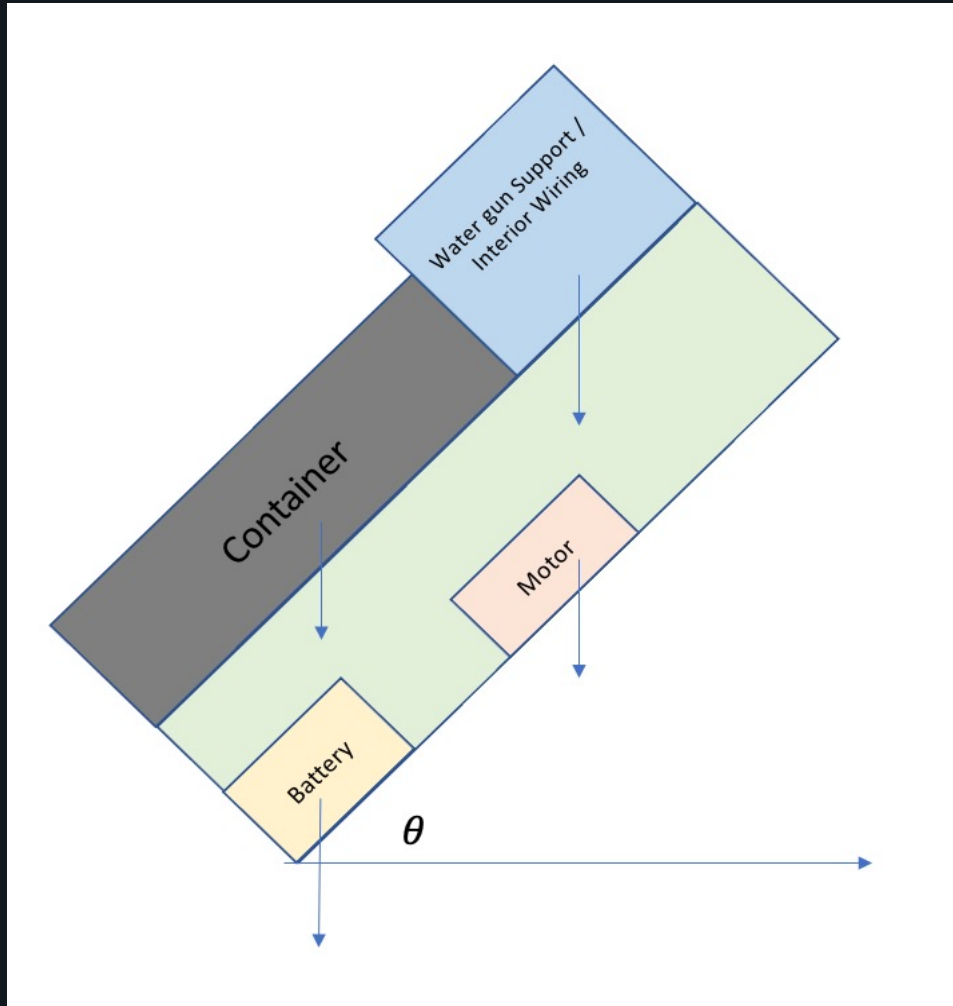 Water gun Support /
Interior Wiring
Container
Motor
Battery
θ